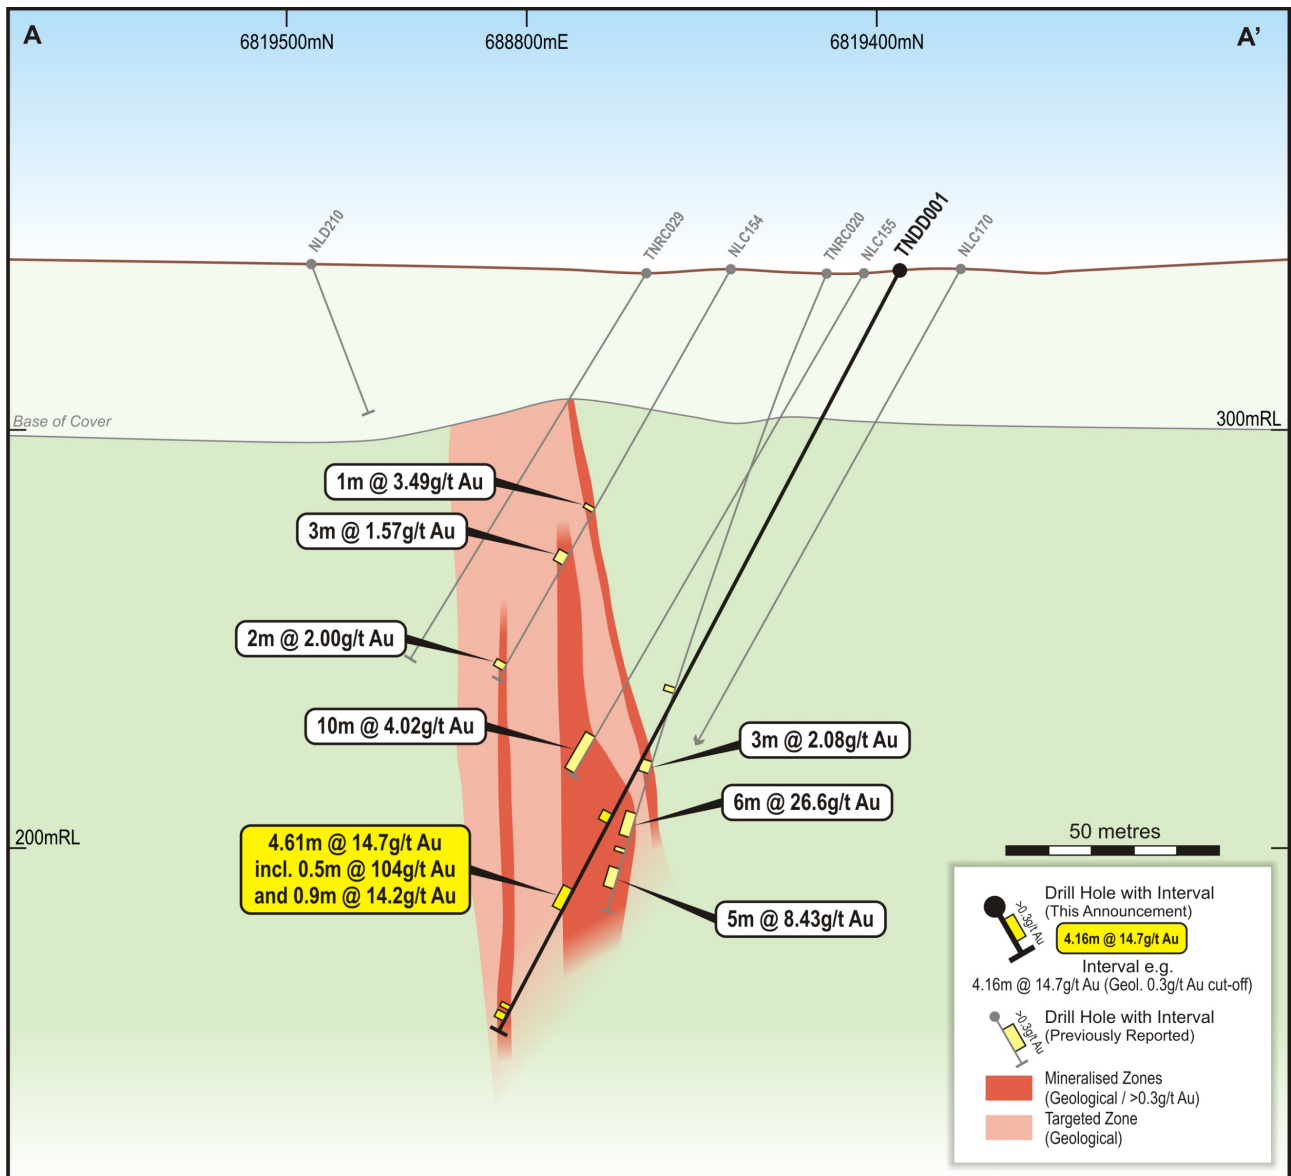 A
A’
6819500mN
688800mE
6819400mN
NLD210
TNRC029
NLC154
TNRC020
NLC155
TNDD001
NLC170
Base of Cover
300mRL
1m @ 3.49g/t Au
3m @ 1.57g/t Au
2m @ 2.00g/t Au
10m @ 4.02g/t Au
3m @ 2.08g/t Au
6m @ 26.6g/t Au
200mRL
4.61m @ 14.7g/t Au
incl. 0.5m @ 104g/t Au
and 0.9m @ 14.2g/t Au
5m @ 8.43g/t Au
50 metres
>0.3g/t Au
Drill Hole with Interval
(This Announcement)
4.16m @ 14.7g/t Au
Interval e.g.
4.16m @ 14.7g/t Au (Geol. 0.3g/t Au cut-off)
>0.3g/t Au
Drill Hole with Interval
(Previously Reported)
Mineralised Zones
(Geological / >0.3g/t Au)
Targeted Zone
(Geological)